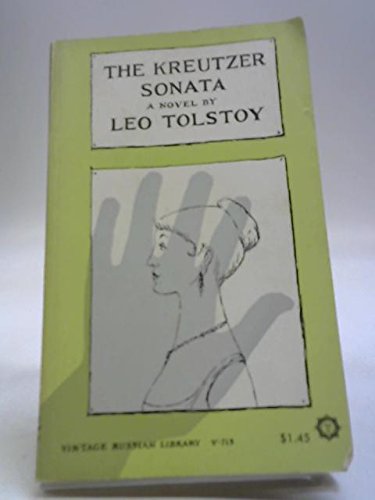 THE KREUTZER
SONATA
A NOVEL BY
LEO TOLSTOY
VINTAGE RUSSIAN LIBRARY $1.45